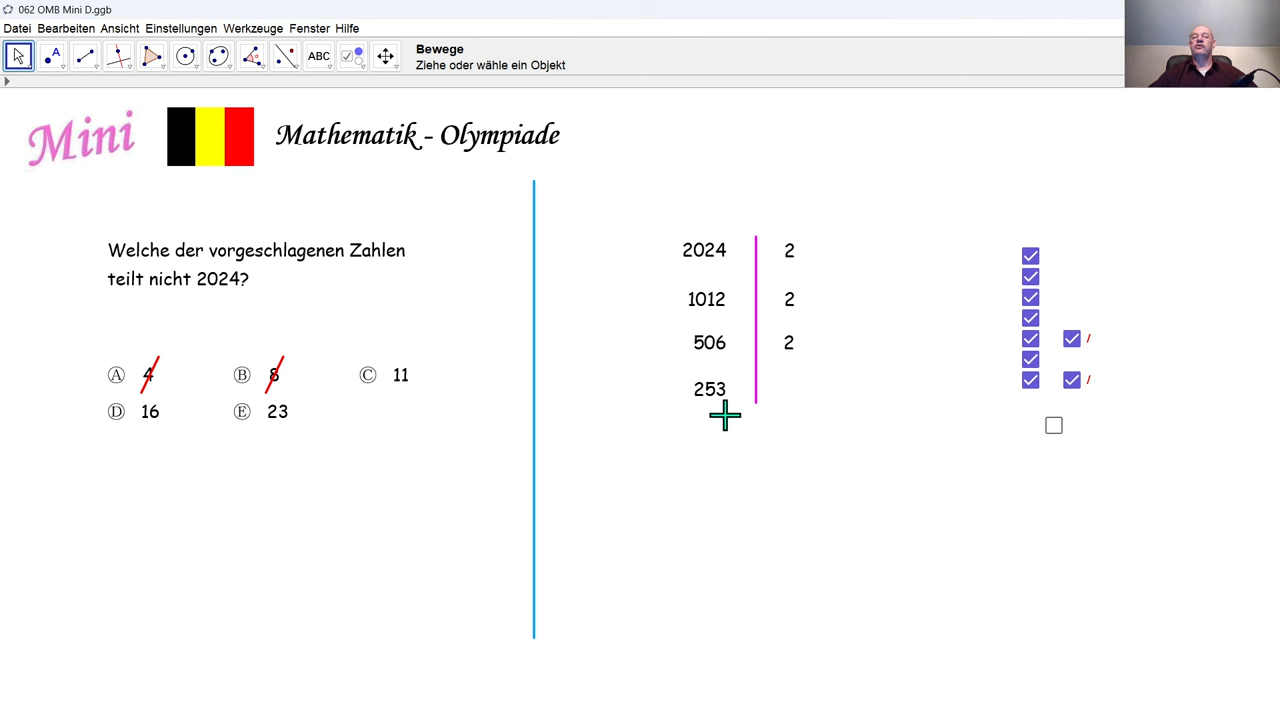 062 OMB Mini D.ggb
Datei Bearbeiten Ansicht Einstellungen Werkzeuge Fenster Hilfe
A ABC
Bewege
Ziehe oder wähle ein Objekt
Mini
Mathematik - Olympiade
Welche der vorgeschlagenen Zahlen
teilt nicht 2024?
Ⓐ 4 Ⓑ 8 Ⓒ 11
Ⓓ 16 Ⓔ 23
2024 2
1012 2
506 2
253
/
/